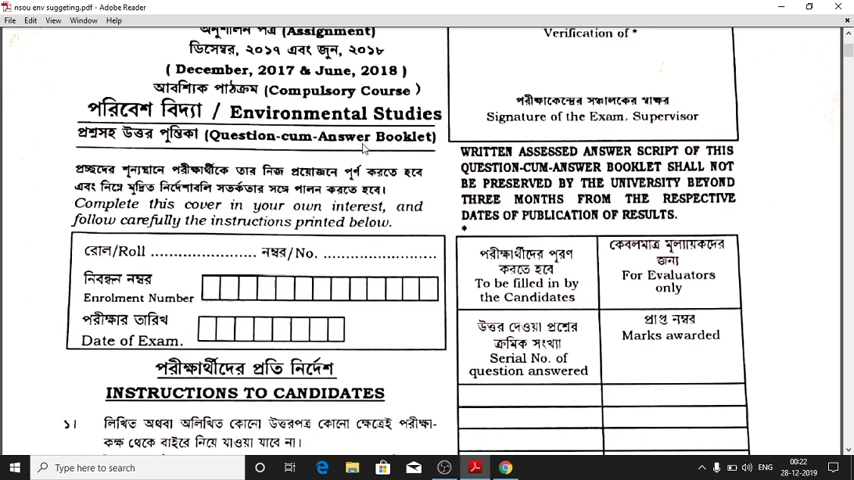 nsou env suggeting.pdf - Adobe Reader
File Edit View Window Help
অনুশীলন পত্র (Assignment)
ডিসেম্বর, ২০১৭ এবং জুন, ২০১৮
( December, 2017 & June, 2018 )
আবশ্যিক পাঠক্রম (Compulsory Course )
পরিবেশ বিদ্যা / Environmental Studies
প্রশ্নসহ উত্তর পুস্তিকা (Question-cum-Answer Booklet)
প্রচ্ছদের শূন্যস্থানে পরীক্ষার্থীকে তার নিজ প্রয়োজনে পূর্ণ করতে হবে
এবং নিম্নে মুদ্রিত নির্দেশাবলি সতর্কতার সঙ্গে পালন করতে হবে।
Complete this cover in your own interest, and
follow carefully the instructions printed below.
রোল/Roll ........................ নম্বর/No. ..........................
নিবন্ধন নম্বর
Enrolment Number
পরীক্ষার তারিখ
Date of Exam.
পরীক্ষার্থীদের প্রতি নির্দেশ
INSTRUCTIONS TO CANDIDATES
১। লিখিত অথবা অলিখিত কোনো উত্তরপত্র কোনো ক্ষেত্রেই পরীক্ষা-
কক্ষ থেকে বাইরে নিয়ে যাওয়া যাবে না।
Verification of *
পরীক্ষাকেন্দ্রের সঞ্চালকের স্বাক্ষর
Signature of the Exam. Supervisor
WRITTEN ASSESSED ANSWER SCRIPT OF THIS
QUESTION-CUM-ANSWER BOOKLET SHALL NOT
BE PRESERVED BY THE UNIVERSITY BEYOND
THREE MONTHS FROM THE RESPECTIVE
DATES OF PUBLICATION OF RESULTS.
*
পরীক্ষার্থীদের পূরণ
করতে হবে
To be filled in by
the Candidates
কেবলমাত্র মূল্যায়কদের
জন্য
For Evaluators
only
উত্তর দেওয়া প্রশ্নের
ক্রমিক সংখ্যা
Serial No. of
question answered
প্রাপ্ত নম্বর
Marks awarded
Type here to search
ENG
00:22
28-12-2019